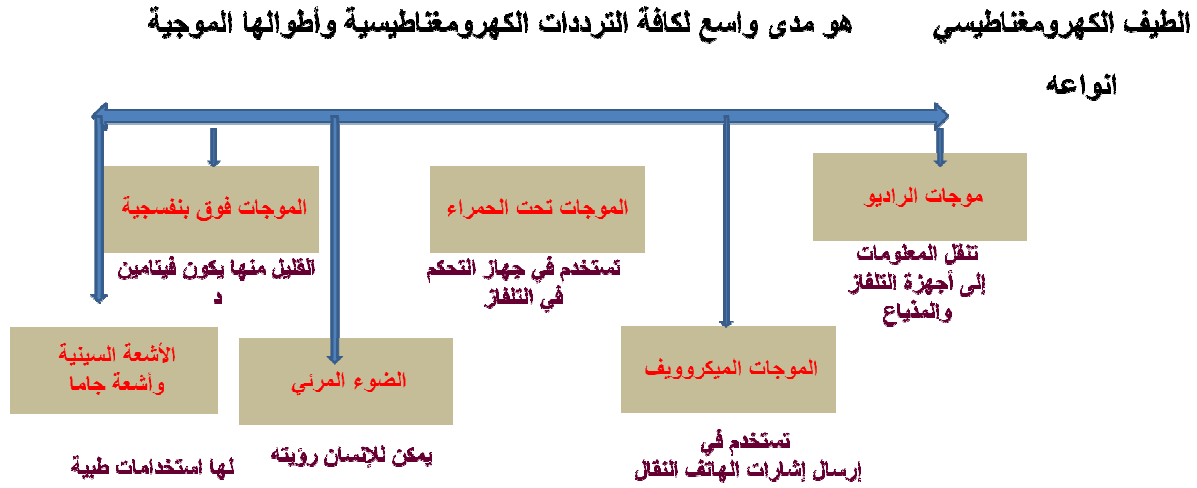 الطيف الكهرومغناطيسي هو مدى واسع لكافة الترددات الكهرومغناطيسية وأطوالها الموجية
انواعه
موجات الراديو
تنقل المعلومات
إلى أجهزة التلفاز
والمذياع
الموجات الميكروويف
تستخدم في
إرسال إشارات الهاتف النقال
الموجات تحت الحمراء
تستخدم في جهاز التحكم
في التلفاز
الضوء المرئي
يمكن للإنسان رؤيته
الموجات فوق بنفسجية
القليل منها يكون فيتامين
د
الأشعة السينية
وأشعة جاما
لها استخدامات طبية